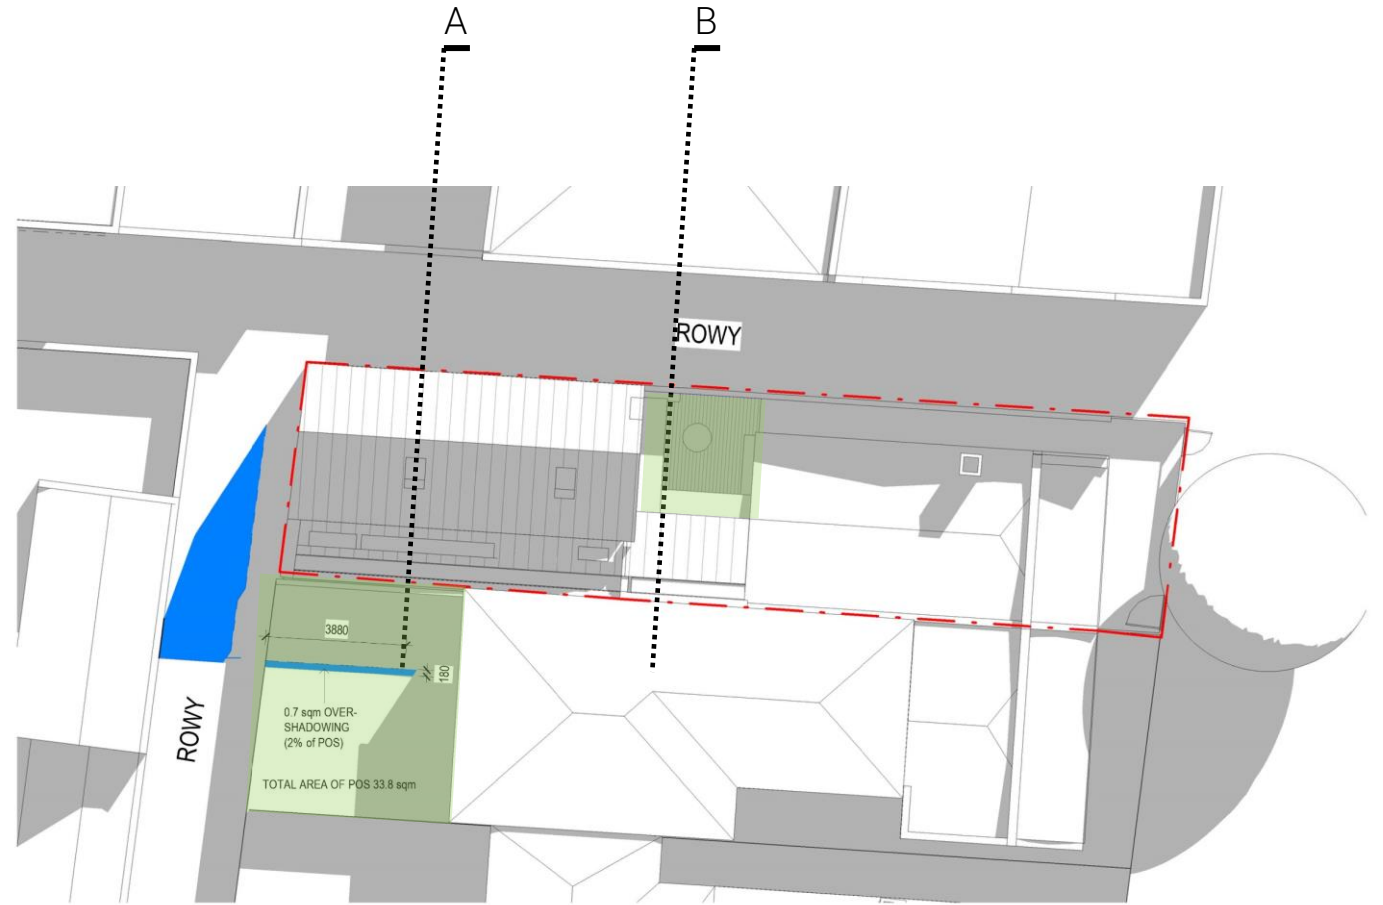 A
B
ROWY
3880
180
0.7 sqm OVER-
SHADOWING
(2% of POS)
ROWY
TOTAL AREA OF POS 33.8 sqm